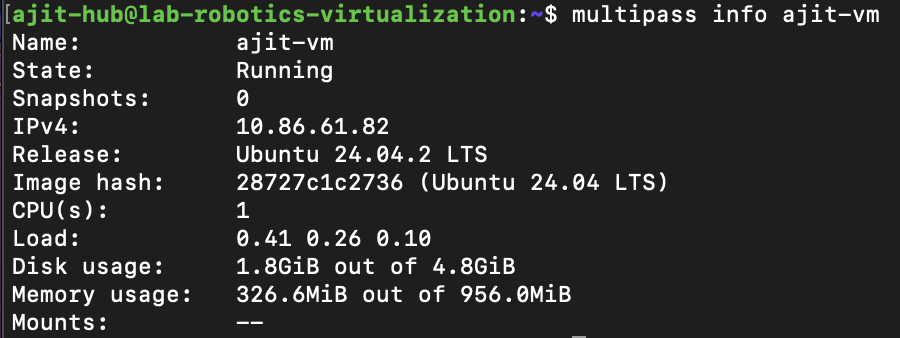 [ajit-hub@lab-robotics-virtualization:~$ multipass info ajit-vm
Name: ajit-vm
State: Running
Snapshots: 0
IPv4: 10.86.61.82
Release: Ubuntu 24.04.2 LTS
Image hash: 28727c1c2736 (Ubuntu 24.04 LTS)
CPU(s): 1
Load: 0.41 0.26 0.10
Disk usage: 1.8GiB out of 4.8GiB
Memory usage: 326.6MiB out of 956.0MiB
Mounts: --